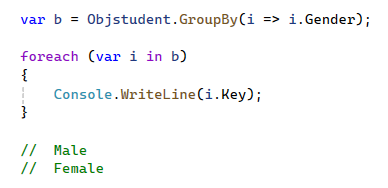 var b = Objstudent.GroupBy(i => i.Gender);
foreach (var i in b)
{
    Console.WriteLine(i.Key);
}
//  Male
//  Female